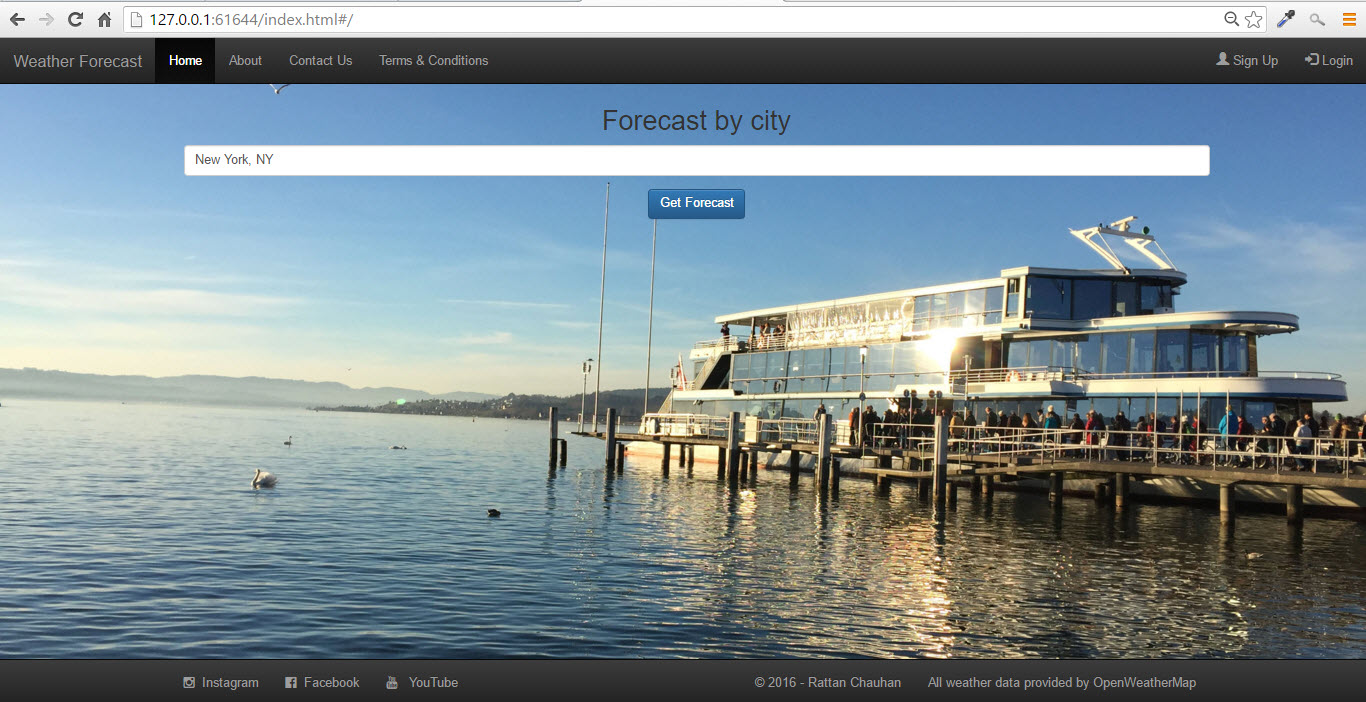 127.0.0.1:61644/index.html#/
Weather Forecast Home About Contact Us Terms & Conditions Sign Up Login
Forecast by city
New York, NY
Get Forecast
Instagram Facebook YouTube © 2016 - Rattan Chauhan All weather data provided by OpenWeatherMap